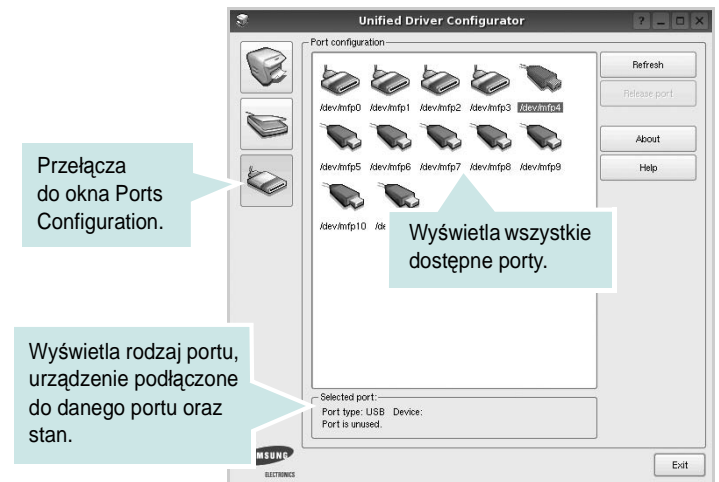 Unified Driver Configurator
Port configuration
/dev/mfp0 /dev/mfp1 /dev/mfp2 /dev/mfp3 /dev/mfp4
/dev/mfp5 /dev/mfp6 /dev/mfp7 /dev/mfp8 /dev/mfp9
/dev/mfp10
Refresh
Release port
About
Help
Przełącza
do okna Ports
Configuration.
Wyświetla wszystkie
dostępne porty.
Wyświetla rodzaj portu,
urządzenie podłączone
do danego portu oraz
stan.
Selected port:
Port type: USB Device:
Port is unused.
MSUNG
ELECTRONICS
Exit